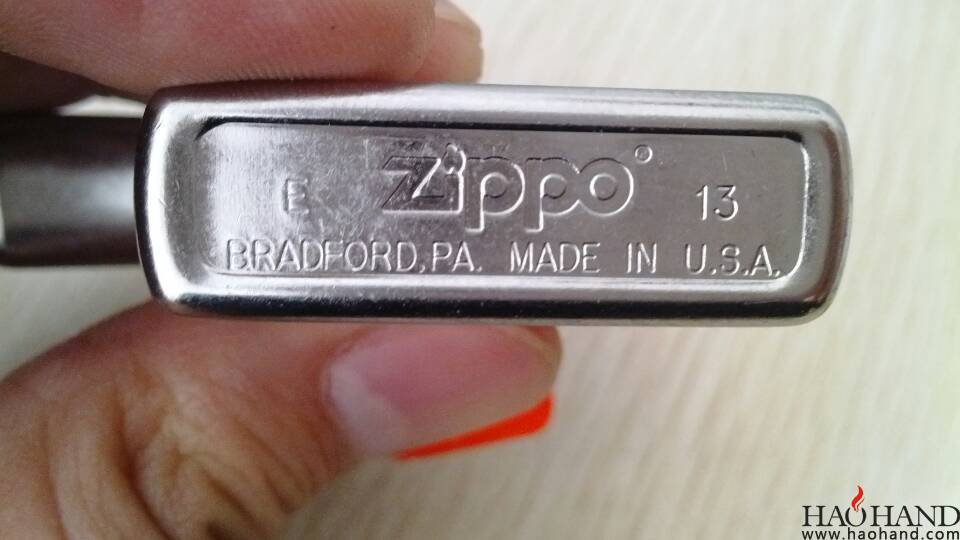 E Zippo 13
BRADFORD, PA. MADE IN U.S.A.
HAOHAND
www.haohand.com